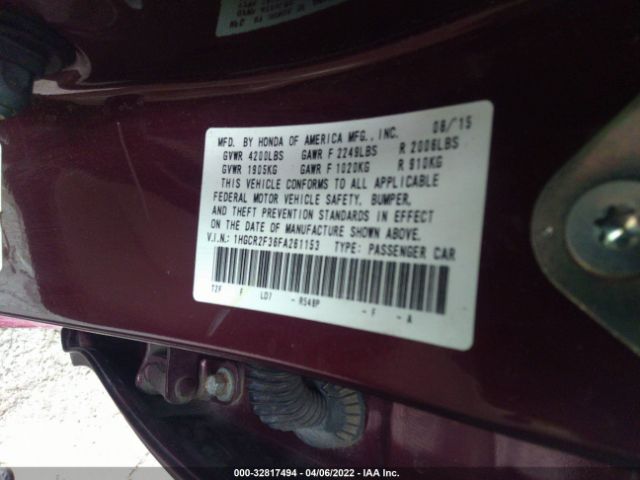 MFD. BY HONDA OF AMERICA MFG., INC. 08/15
GVWR 4200LBS GAWR F 2249LBS R 2006LBS
GVWR 1905KG GAWR F 1020KG R 910KG
THIS VEHICLE CONFORMS TO ALL APPLICABLE
FEDERAL MOTOR VEHICLE SAFETY, BUMPER,
AND THEFT PREVENTION STANDARDS IN EFFECT
ON THE DATE OF MANUFACTURE SHOWN ABOVE.
V.I.N.: 1HGCR2F36FA261153 TYPE: PASSENGER CAR
T2F F LD7 - R548P - F - A
000-32817494 - 04/06/2022 - IAA Inc.